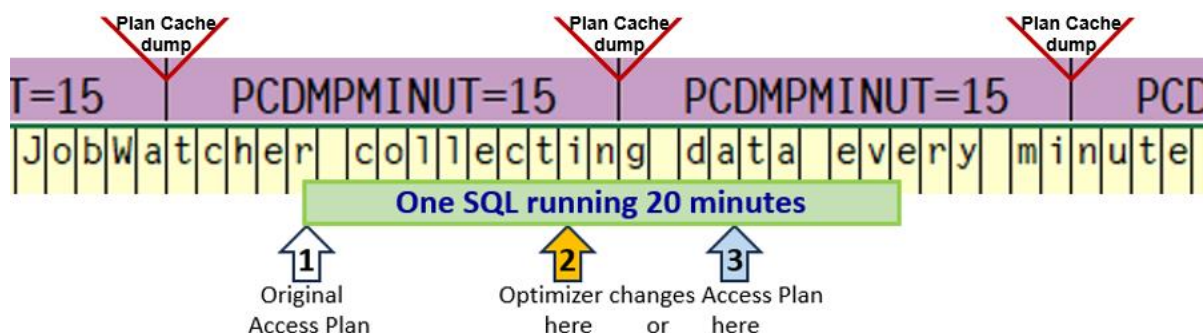 Plan Cache
dump
Plan Cache
dump
Plan Cache
dump
T=15 PCDMPMINUT=15 PCDMPMINUT=15 PCD
JobWatcher collecting data every minute
One SQL running 20 minutes
1 2 3
Original
Access Plan
Optimizer changes Access Plan
here or here